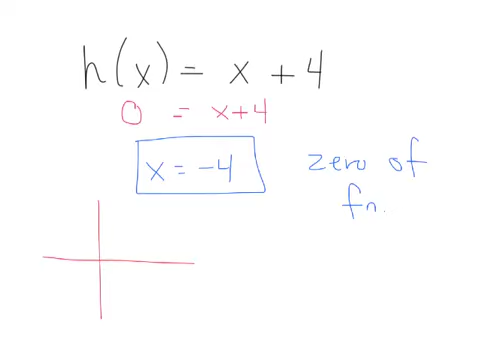 h(x) = x + 4
0 = x+4
x = -4
zero of
fn.